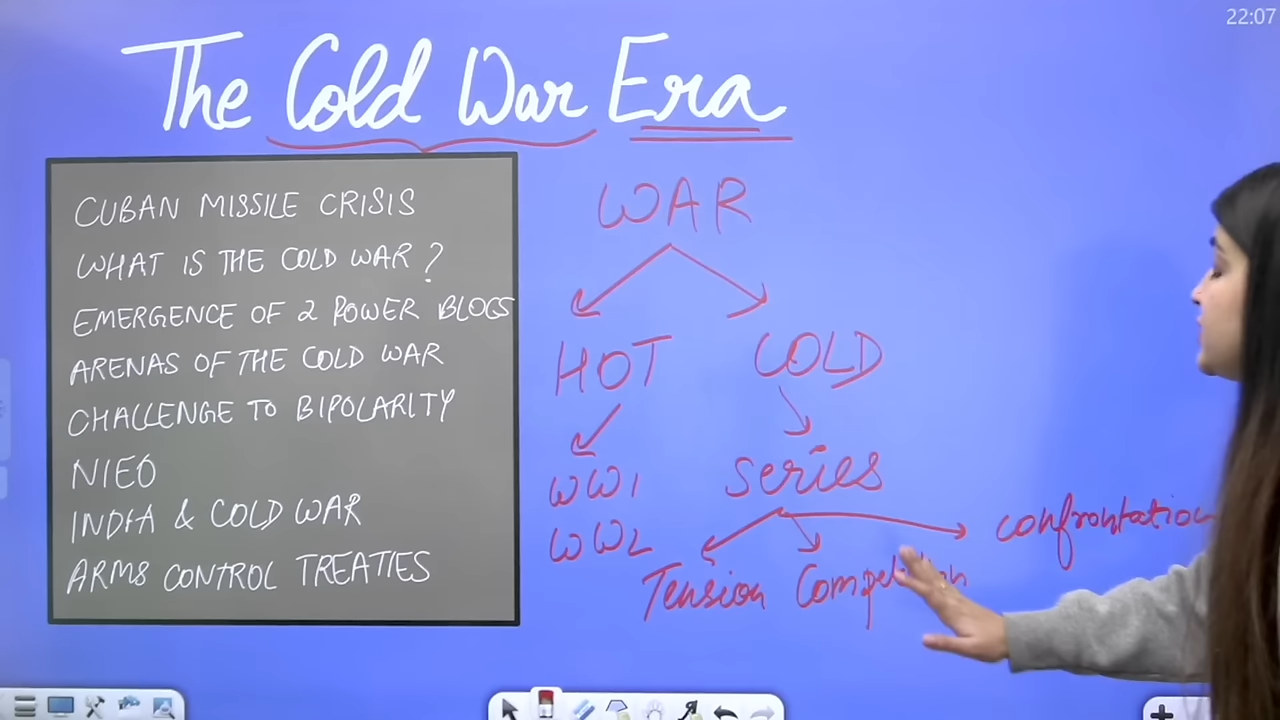 22:07
The Cold War Era
CUBAN MISSILE CRISIS
WHAT IS THE COLD WAR?
EMERGENCE OF 2 POWER BLOCS
ARENAS OF THE COLD WAR
CHALLENGE TO BIPOLARITY
NIEO
INDIA & COLD WAR
ARMS CONTROL TREATIES
WAR
HOT COLD
WW1
WW2
Series
Tension
confrontation